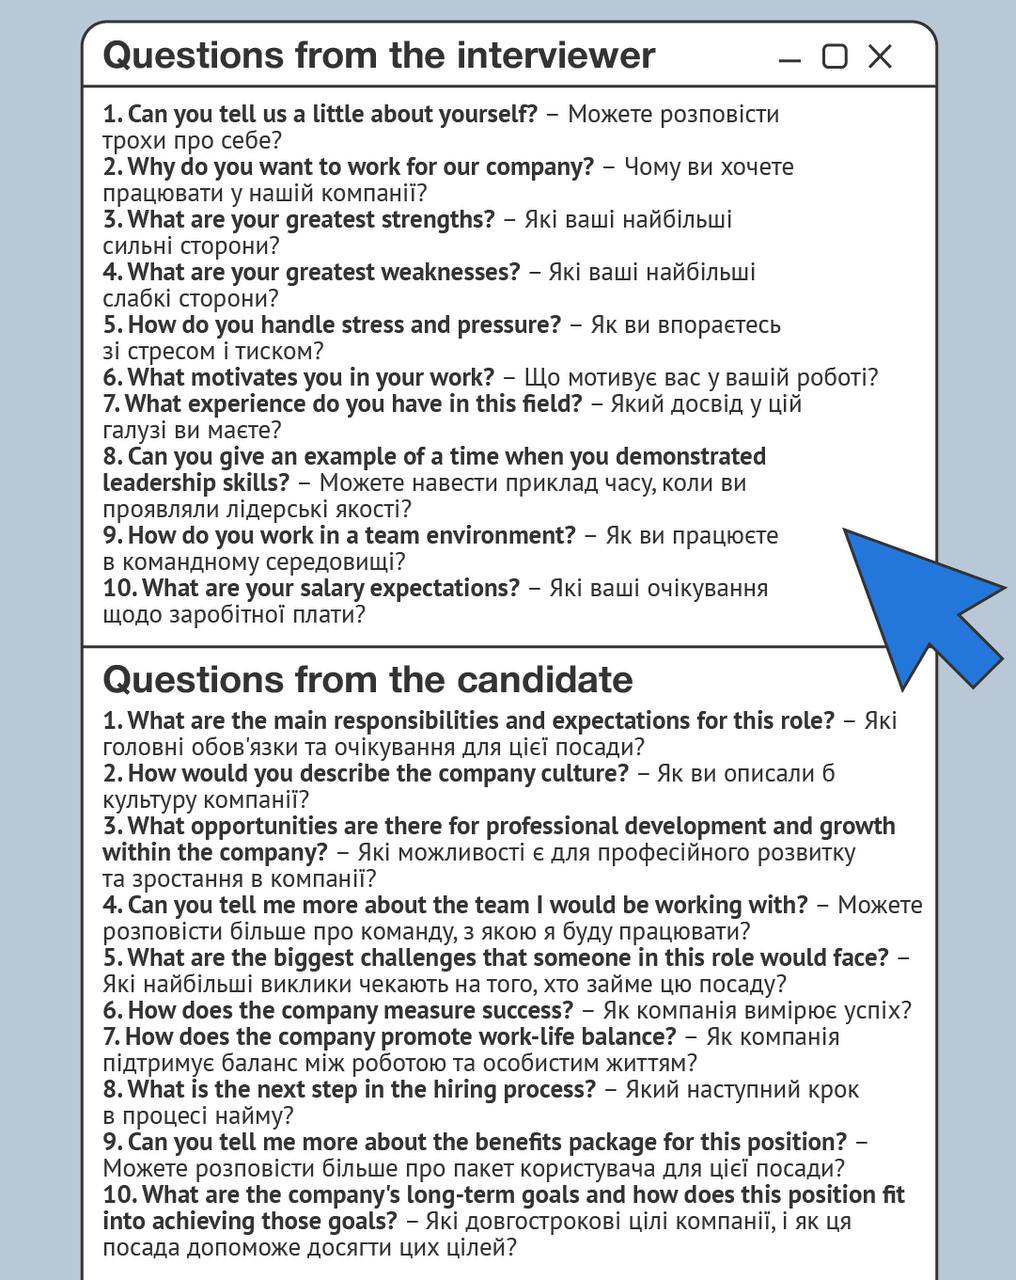 Questions from the interviewer
1. Can you tell us a little about yourself? – Можете розповісти
трохи про себе?
2. Why do you want to work for our company? – Чому ви хочете
працювати у нашій компанії?
3. What are your greatest strengths? – Які ваші найбільші
сильні сторони?
4. What are your greatest weaknesses? – Які ваші найбільші
слабкі сторони?
5. How do you handle stress and pressure? – Як ви впораєтесь
зі стресом і тиском?
6. What motivates you in your work? – Що мотивує вас у вашій роботі?
7. What experience do you have in this field? – Який досвід у цій
галузі ви маєте?
8. Can you give an example of a time when you demonstrated
leadership skills? – Можете навести приклад часу, коли ви
проявляли лідерські якості?
9. How do you work in a team environment? – Як ви працюєте
в командному середовищі?
10. What are your salary expectations? – Які ваші очікування
щодо заробітної плати?
Questions from the candidate
1. What are the main responsibilities and expectations for this role? – Які
головні обов'язки та очікування для цієї посади?
2. How would you describe the company culture? – Як ви описали б
культуру компанії?
3. What opportunities are there for professional development and growth
within the company? – Які можливості є для професійного розвитку
та зростання в компанії?
4. Can you tell me more about the team I would be working with? – Можете
розповісти більше про команду, з якою я буду працювати?
5. What are the biggest challenges that someone in this role would face? –
Які найбільші виклики чекають на того, хто займе цю посаду?
6. How does the company measure success? – Як компанія вимірює успіх?
7. How does the company promote work-life balance? – Як компанія
підтримує баланс між роботою та особистим життям?
8. What is the next step in the hiring process? – Який наступний крок
в процесі найму?
9. Can you tell me more about the benefits package for this position? –
Можете розповісти більше про пакет користувача для цієї посади?
10. What are the company's long-term goals and how does this position fit
into achieving those goals? – Які довгострокові цілі компанії, і як ця
посада допоможе досягти цих цілей?